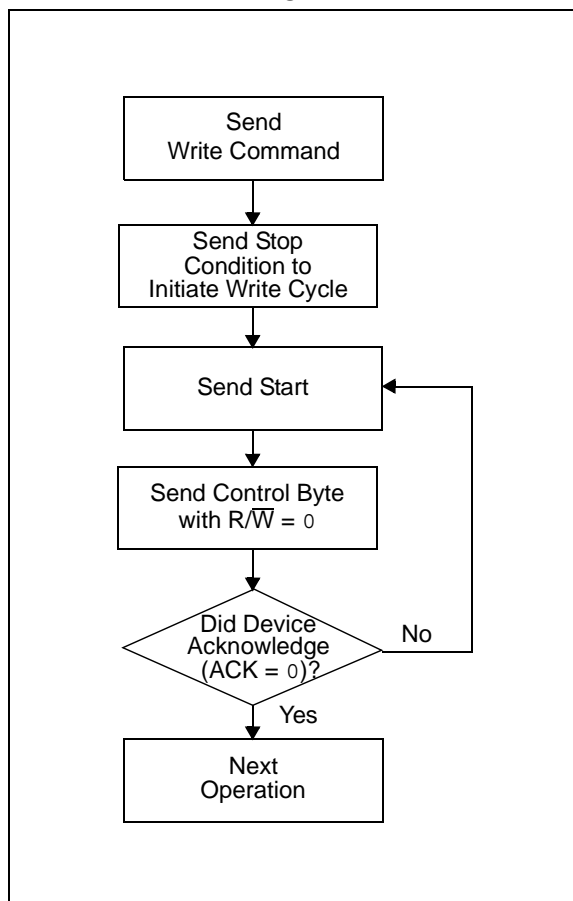 Send
Write Command
Send Stop
Condition to
Initiate Write Cycle
Send Start
Send Control Byte
with R/W̅ = 0
Did Device
Acknowledge
(ACK = 0)?
No
Yes
Next
Operation